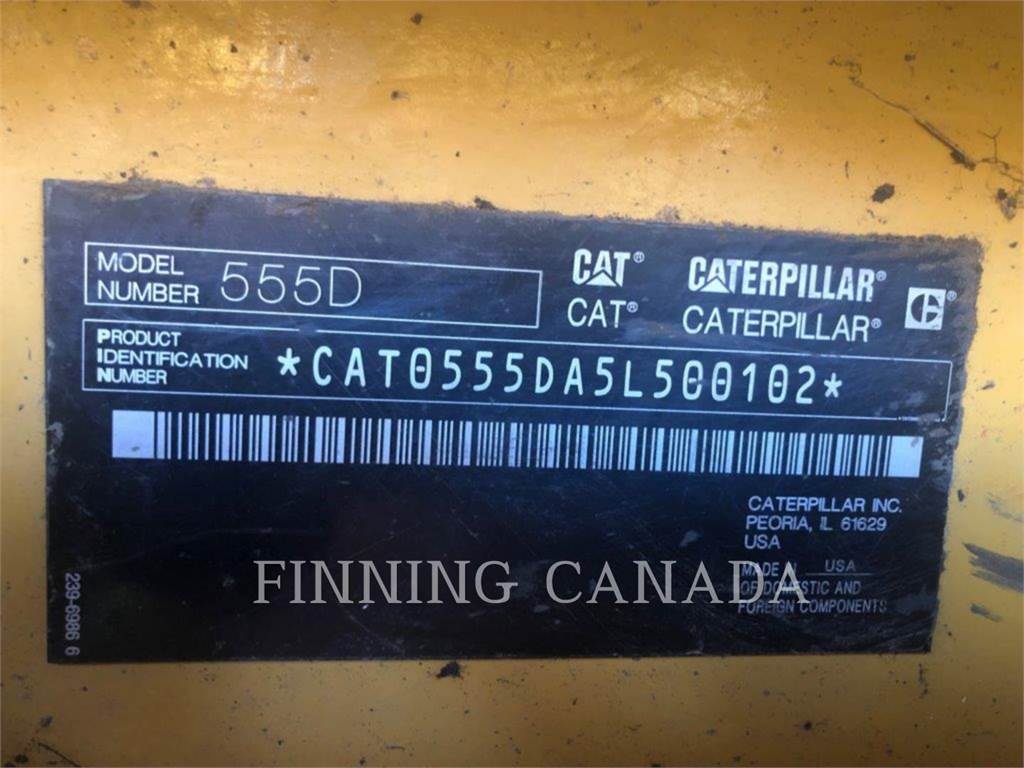 MODEL
NUMBER 555D
CAT® CATERPILLAR®
CAT® CATERPILLAR®
PRODUCT
IDENTIFICATION
NUMBER
*CAT0555DA5L500102*
CATERPILLAR INC.
PEORIA, IL 61629
USA
MADE USA
OF DOMESTIC AND
FOREIGN COMPONENTS
FINNING CANADA
239-6986 6